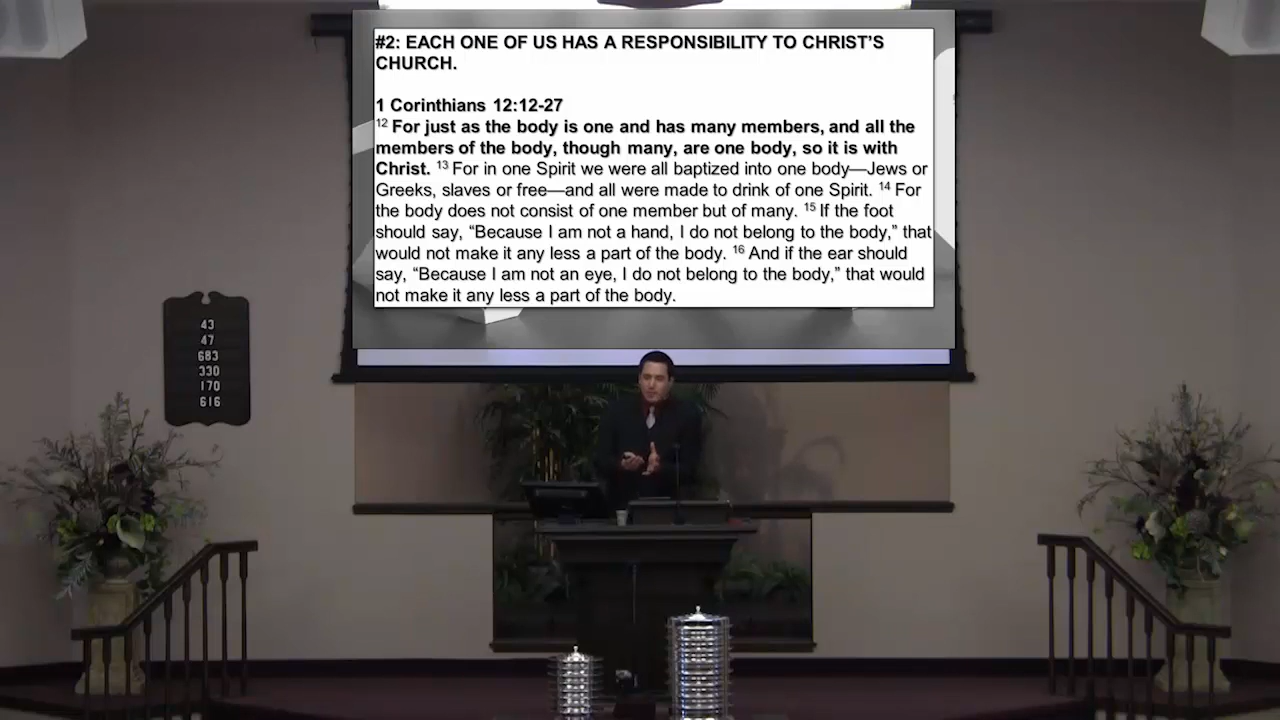 #2: EACH ONE OF US HAS A RESPONSIBILITY TO CHRIST’S
CHURCH.
1 Corinthians 12:12-27
12 For just as the body is one and has many members, and all the
members of the body, though many, are one body, so it is with
Christ. 13 For in one Spirit we were all baptized into one body—Jews or
Greeks, slaves or free—and all were made to drink of one Spirit. 14 For
the body does not consist of one member but of many. 15 If the foot
should say, “Because I am not a hand, I do not belong to the body,” that
would not make it any less a part of the body. 16 And if the ear should
say, “Because I am not an eye, I do not belong to the body,” that would
not make it any less a part of the body.
43
47
683
330
170
616